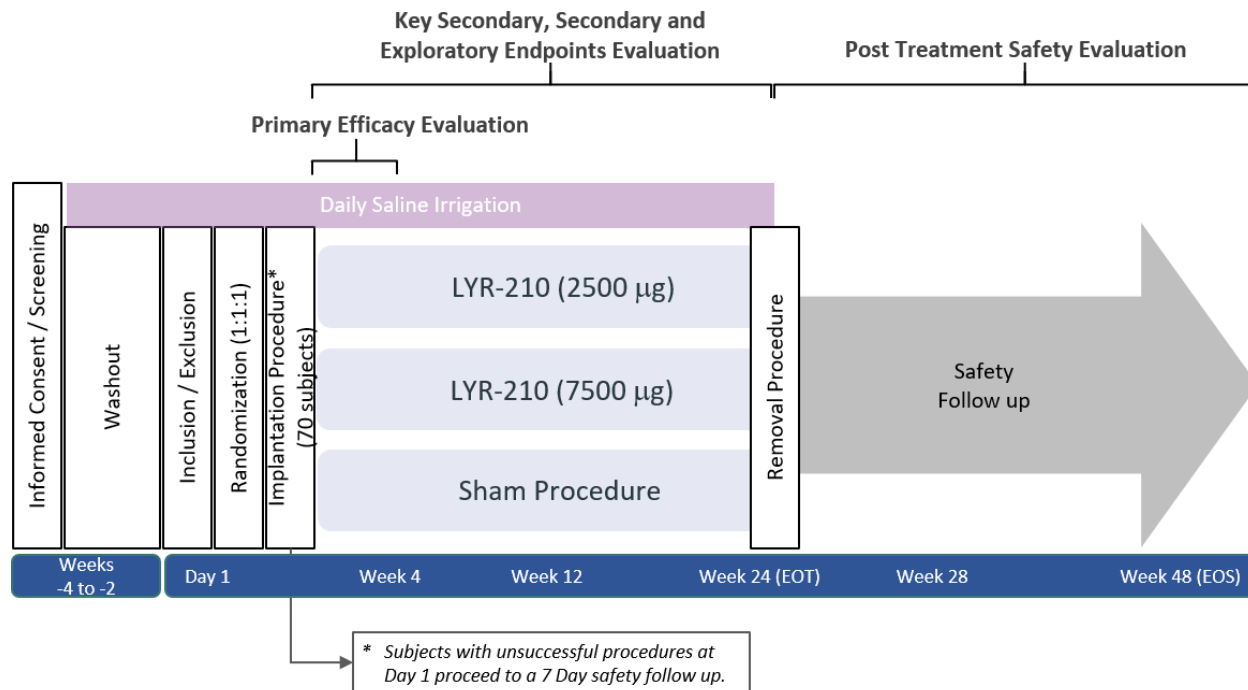 Key Secondary, Secondary and
Exploratory Endpoints Evaluation
Post Treatment Safety Evaluation
Primary Efficacy Evaluation
Daily Saline Irrigation
Informed Consent / Screening
Washout
Inclusion / Exclusion
Randomization (1:1:1)
Implantation Procedure*
(70 subjects)
LYR-210 (2500 µg)
LYR-210 (7500 µg)
Sham Procedure
Removal Procedure
Safety
Follow up
Weeks
-4 to -2
Day 1
Week 4
Week 12
Week 24 (EOT)
Week 28
Week 48 (EOS)
* Subjects with unsuccessful procedures at
Day 1 proceed to a 7 Day safety follow up.